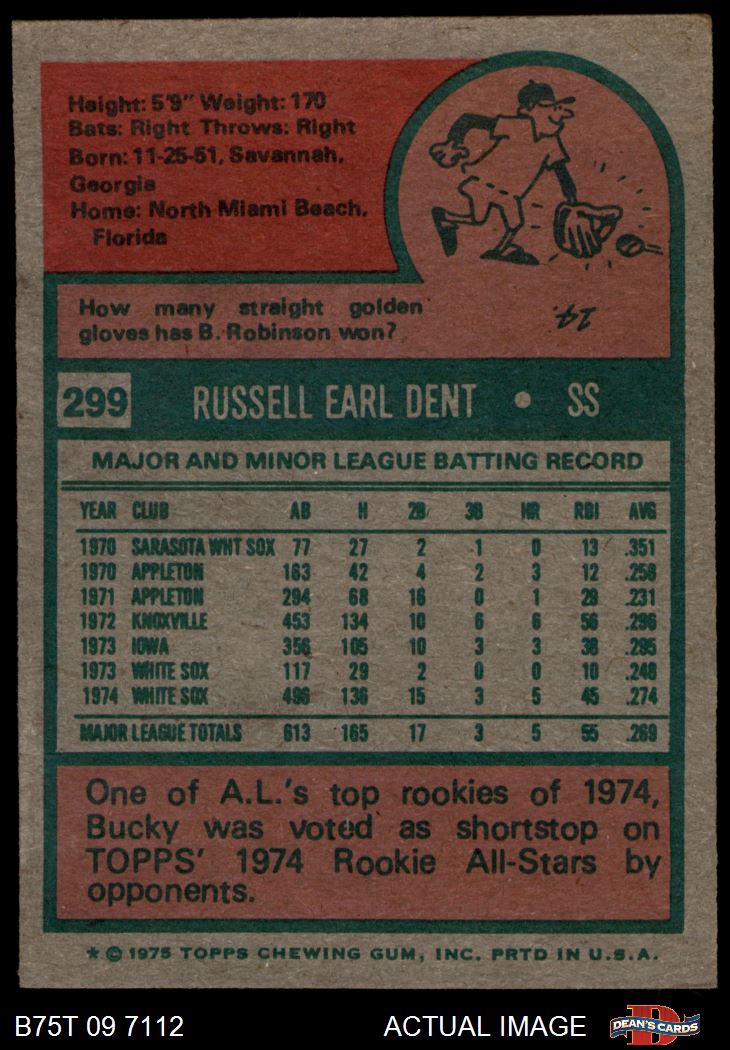 Height: 5'9" Weight: 170
Bats: Right Throws: Right
Born: 11-25-51, Savannah,
Georgia
Home: North Miami Beach,
Florida
How many straight golden
gloves has B. Robinson won?
14.
299 RUSSELL EARL DENT • SS
MAJOR AND MINOR LEAGUE BATTING RECORD
YEAR CLUB AB H 2B 3B HR RBI AVG
1970 SARASOTA WHT SOX 77 27 2 1 0 13 .351
1970 APPLETON 163 42 4 2 3 12 .258
1971 APPLETON 294 68 16 0 1 29 .231
1972 KNOXVILLE 453 134 10 6 6 56 .296
1973 IOWA 356 105 10 3 3 38 .295
1973 WHITE SOX 117 29 2 0 0 10 .248
1974 WHITE SOX 496 136 15 3 5 45 .274
MAJOR LEAGUE TOTALS 613 165 17 3 5 55 .269
One of A.L.'s top rookies of 1974,
Bucky was voted as shortstop on
TOPPS' 1974 Rookie All-Stars by
opponents.
* © 1975 TOPPS CHEWING GUM, INC. PRTD IN U.S.A.
B75T 09 7112 ACTUAL IMAGE DEAN'S CARDS